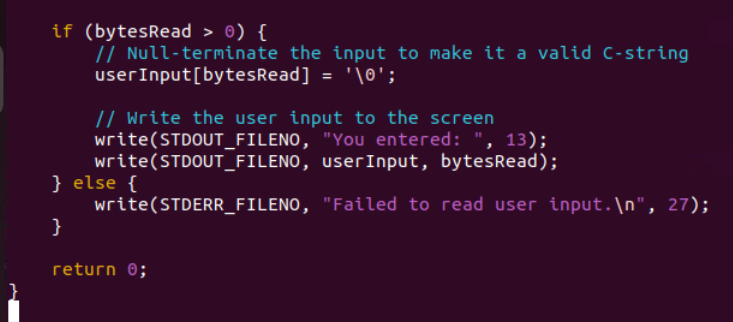 if (bytesRead > 0) {
// Null-terminate the input to make it a valid C-string
userInput[bytesRead] = '\0';
// Write the user input to the screen
write(STDOUT_FILENO, "You entered: ", 13);
write(STDOUT_FILENO, userInput, bytesRead);
} else {
write(STDERR_FILENO, "Failed to read user input.\n", 27);
}
return 0;
}